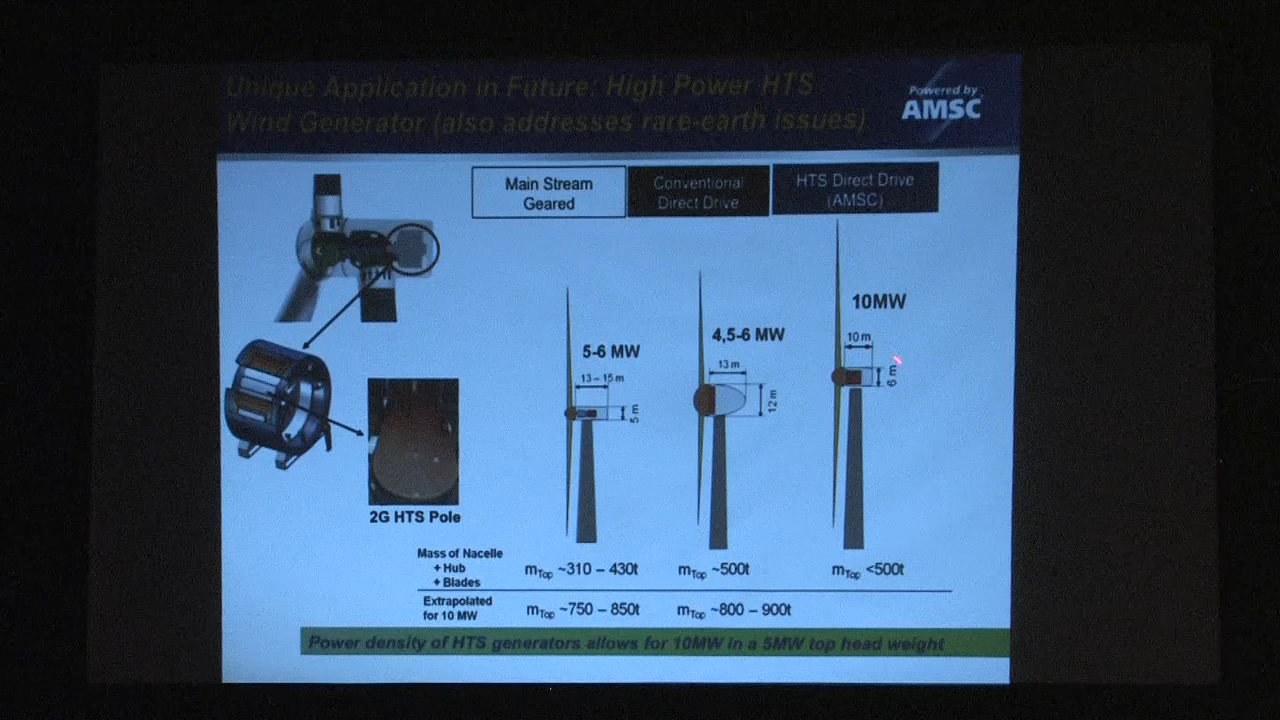 Unique Application in Future: High Power HTS
Wind Generator (also addresses rare-earth issues)
Powered by
AMSC
Main Stream
Geared
Conventional
Direct Drive
HTS Direct Drive
(AMSC)
10MW
10 m
6 m
4,5-6 MW
13 m
12 m
5-6 MW
13 – 15 m
5 m
2G HTS Pole
Mass of Nacelle
+ Hub
+ Blades
mTop ~310 – 430t
mTop ~500t
mTop <500t
Extrapolated
for 10 MW
mTop ~750 – 850t
mTop ~800 – 900t
Power density of HTS generators allows for 10MW in a 5MW top head weight